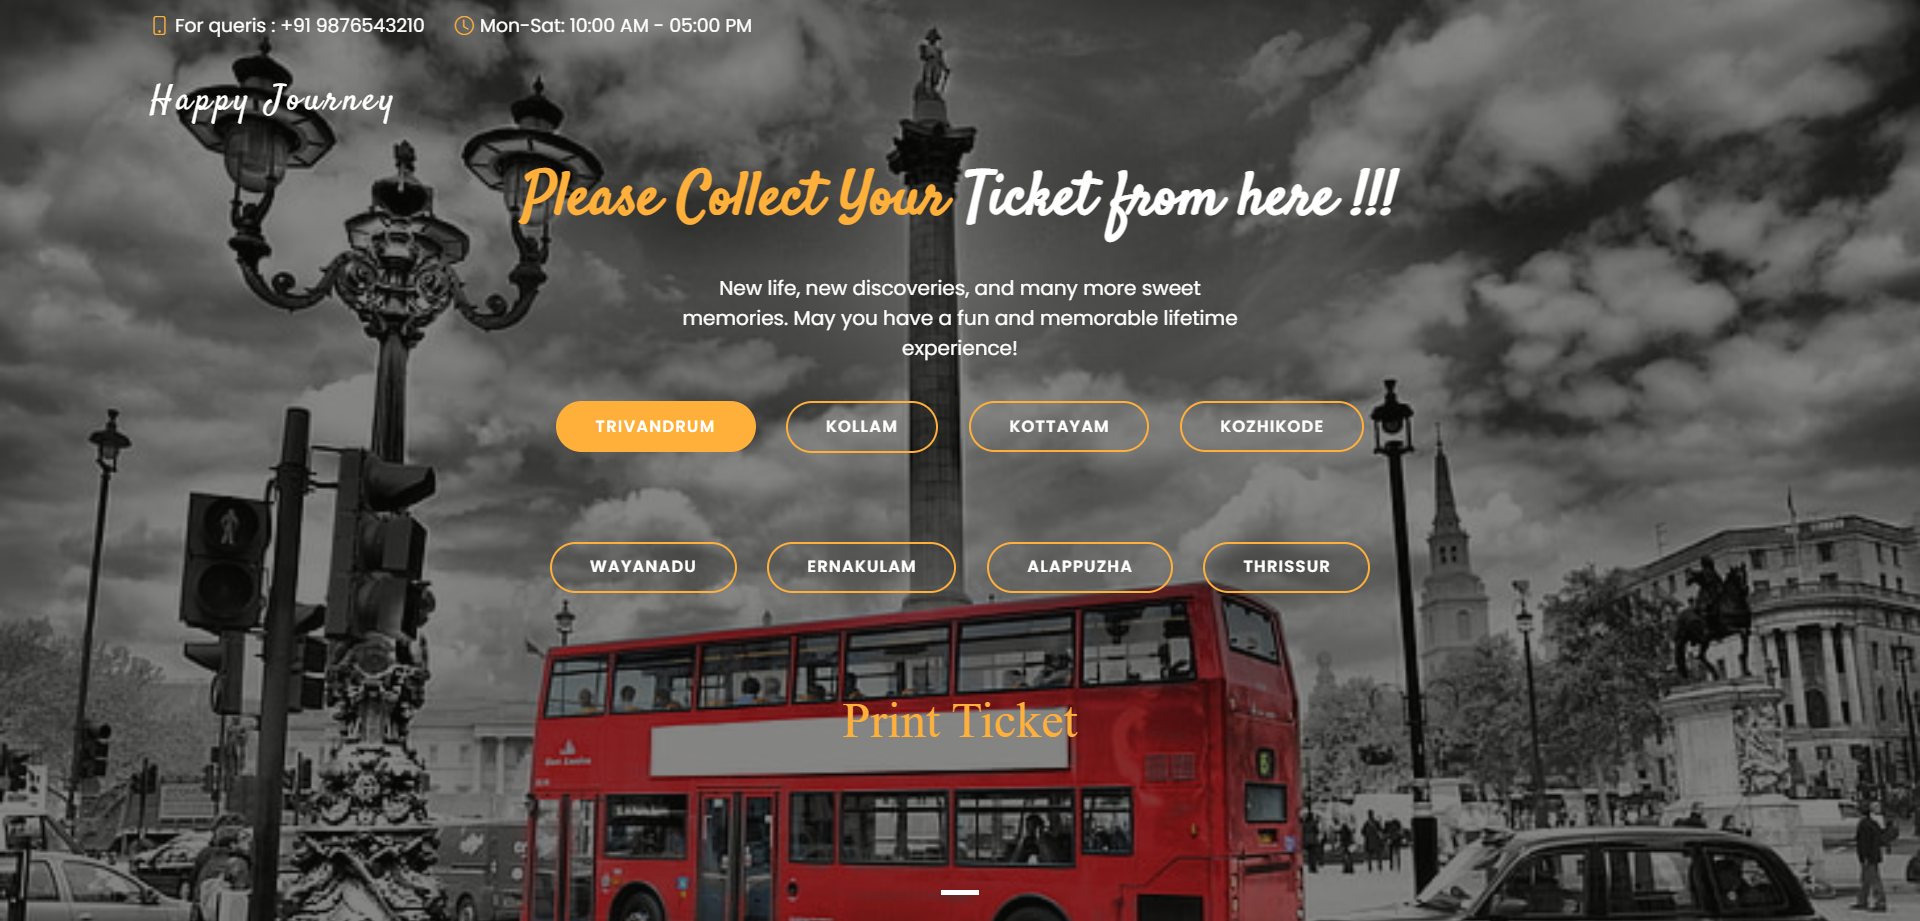 For queris : +91 9876543210 Mon-Sat: 10:00 AM - 05:00 PM
Happy Journey
Please Collect Your Ticket from here !!!
New life, new discoveries, and many more sweet
memories. May you have a fun and memorable lifetime
experience!
TRIVANDRUM KOLLAM KOTTAYAM KOZHIKODE
WAYANADU ERNAKULAM ALAPPUZHA THRISSUR
Print Ticket